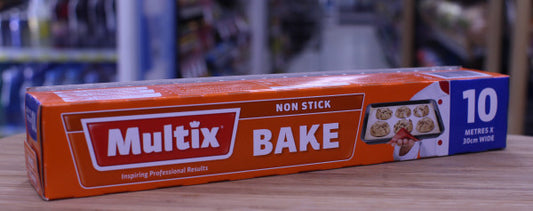 Multix
Inspiring Professional Results
NON STICK
BAKE
10
METRES X
30cm WIDE